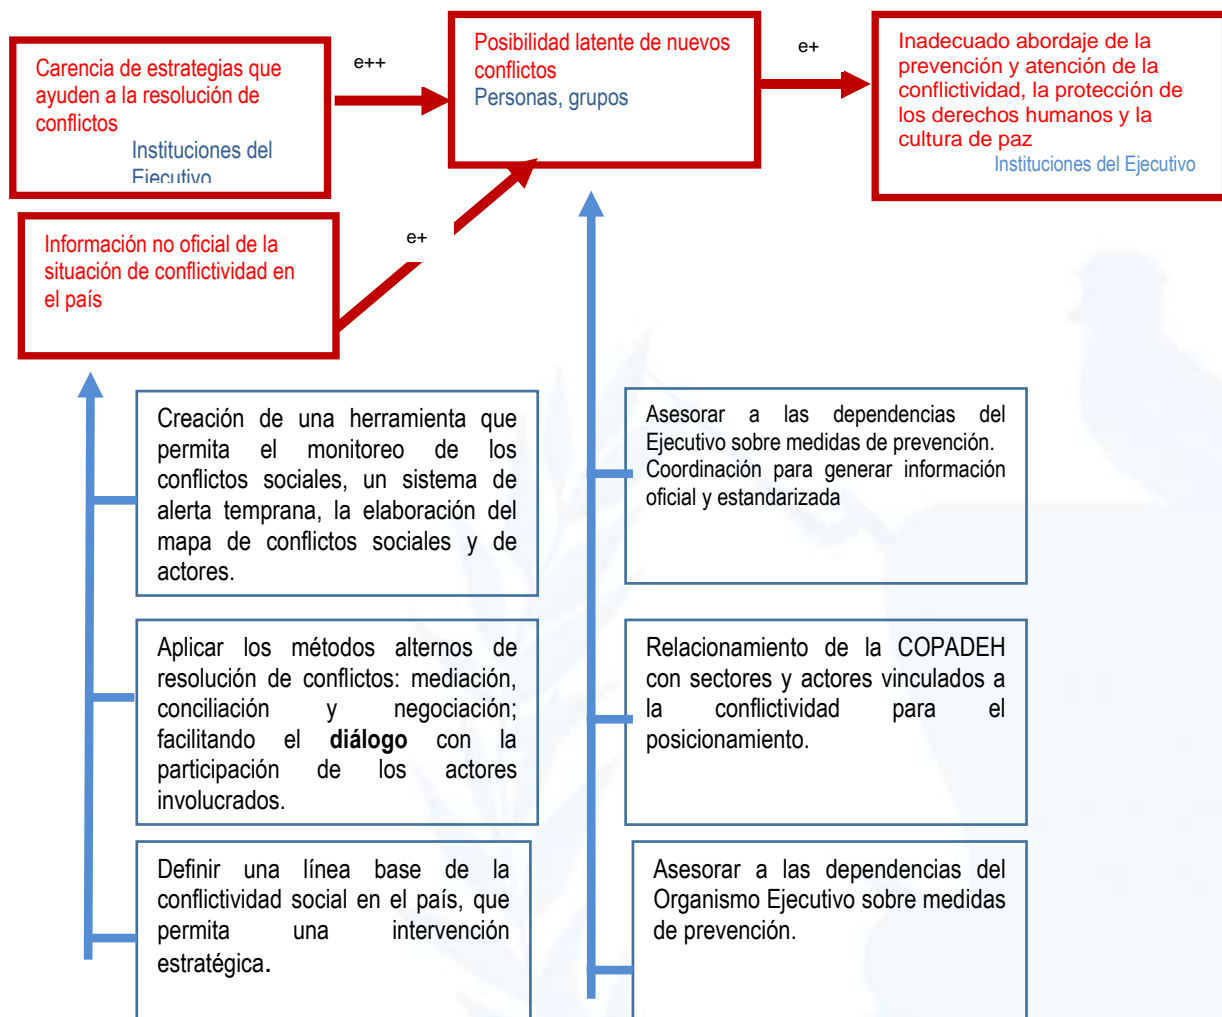 Carencia de estrategias que
ayuden a la resolución de
conflictos
Instituciones del
Ejecutivo
e++
Posibilidad latente de nuevos
conflictos
Personas, grupos
e+
Inadecuado abordaje de la
prevención y atención de la
conflictividad, la protección de
los derechos humanos y la
cultura de paz
Instituciones del Ejecutivo
Información no oficial de la
situación de conflictividad en
el país
e+
Creación de una herramienta que
permita el monitoreo de los
conflictos sociales, un sistema de
alerta temprana, la elaboración del
mapa de conflictos sociales y de
actores.
Aplicar los métodos alternos de
resolución de conflictos: mediación,
conciliación y negociación;
facilitando el diálogo con la
participación de los actores
involucrados.
Definir una línea base de la
conflictividad social en el país, que
permita una intervención
estratégica.
Asesorar a las dependencias del
Ejecutivo sobre medidas de prevención.
Coordinación para generar información
oficial y estandarizada
Relacionamiento de la COPADEH
con sectores y actores vinculados a
la conflictividad para el
posicionamiento.
Asesorar a las dependencias del
Organismo Ejecutivo sobre medidas
de prevención.